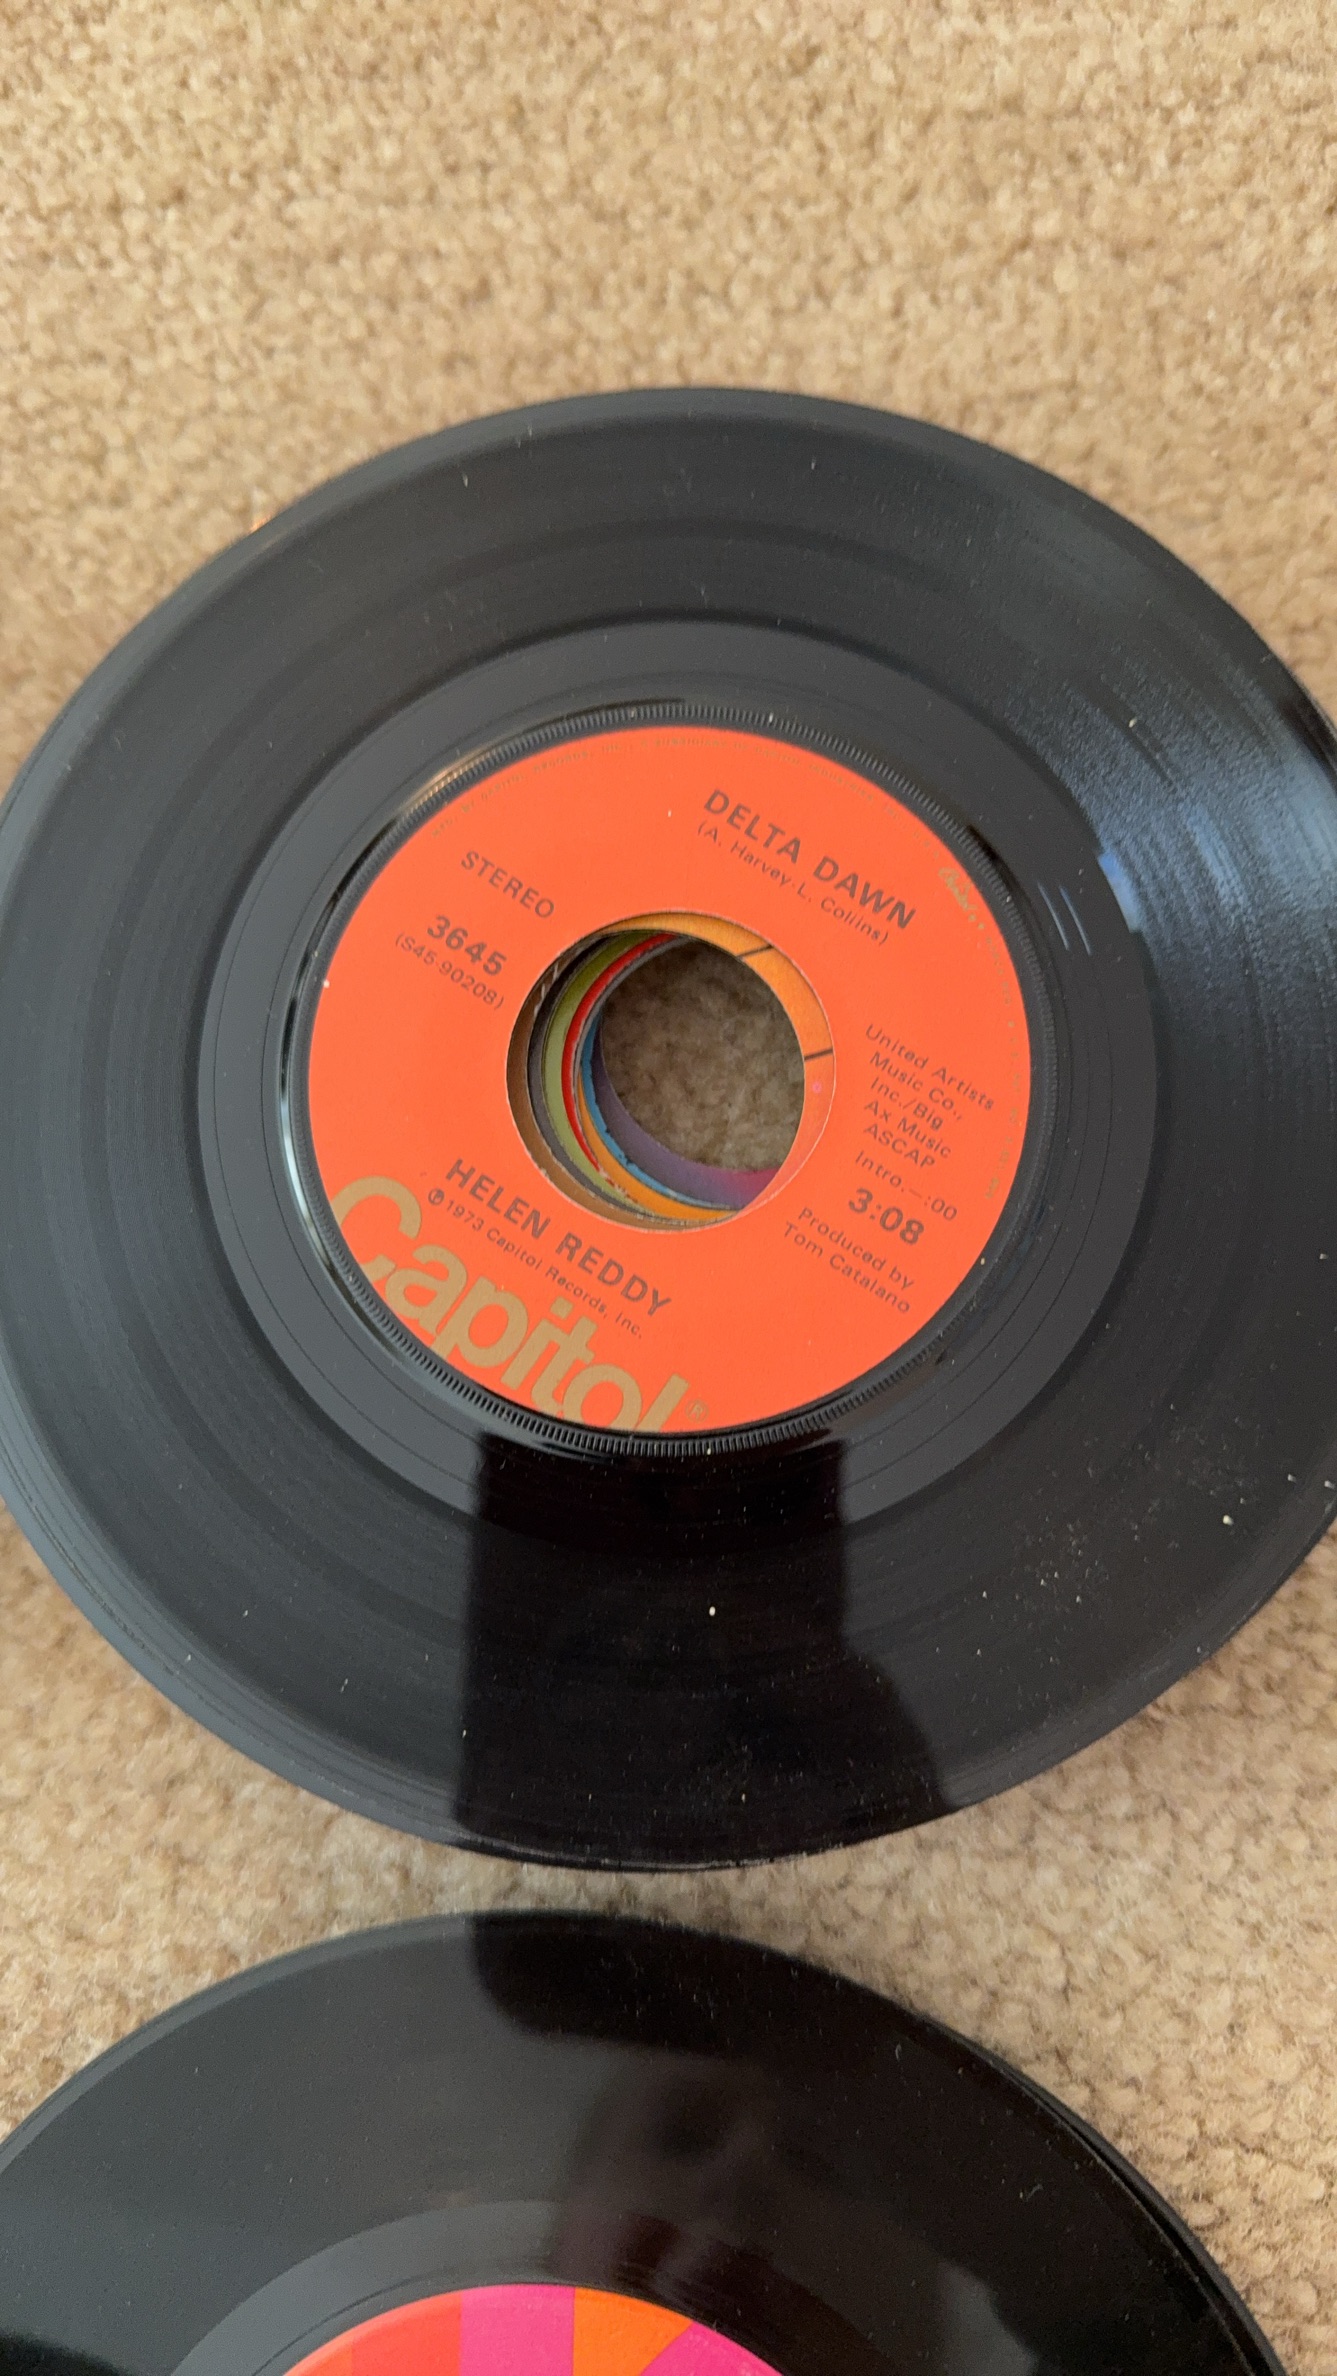 DELTA DAWN
(A. Harvey-L. Collins)
STEREO
3645
(S45-90208)
United Artists
Music Co.,
Inc./Big
Ax Music
ASCAP
Intro.–:00
3:08
Produced by
Tom Catalano
HELEN REDDY
℗1973 Capitol Records, Inc.
Capitol®